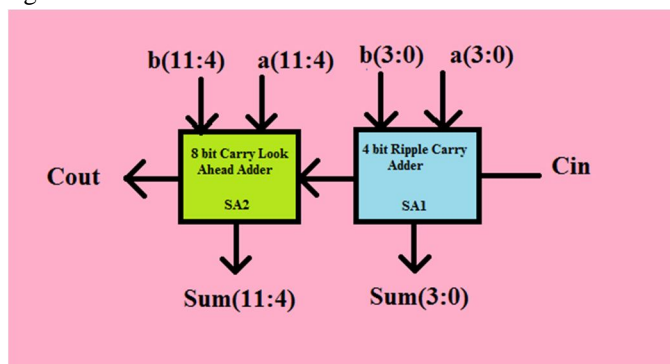 b(11:4) a(11:4) b(3:0) a(3:0)
8 bit Carry Look
Ahead Adder
SA2
4 bit Ripple Carry
Adder
SA1
Cout
Cin
Sum(11:4)
Sum(3:0)